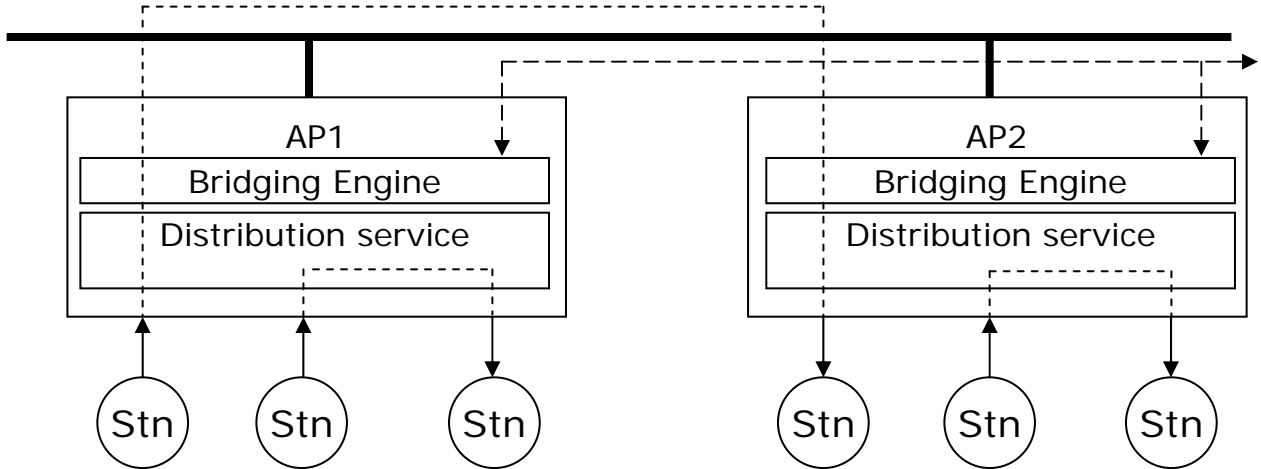 AP1
Bridging Engine
Distribution service
AP2
Bridging Engine
Distribution service
Stn
Stn
Stn
Stn
Stn
Stn